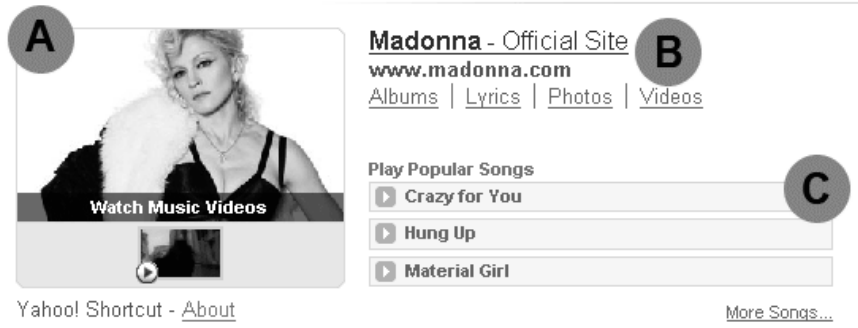 A
Watch Music Videos
Yahoo! Shortcut - About
Madonna - Official Site
B
www.madonna.com
Albums | Lyrics | Photos | Videos
Play Popular Songs
C
Crazy for You
Hung Up
Material Girl
More Songs...